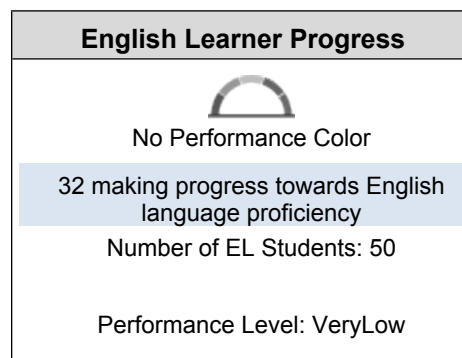 English Learner Progress
No Performance Color
32 making progress towards English
language proficiency
Number of EL Students: 50
Performance Level: VeryLow